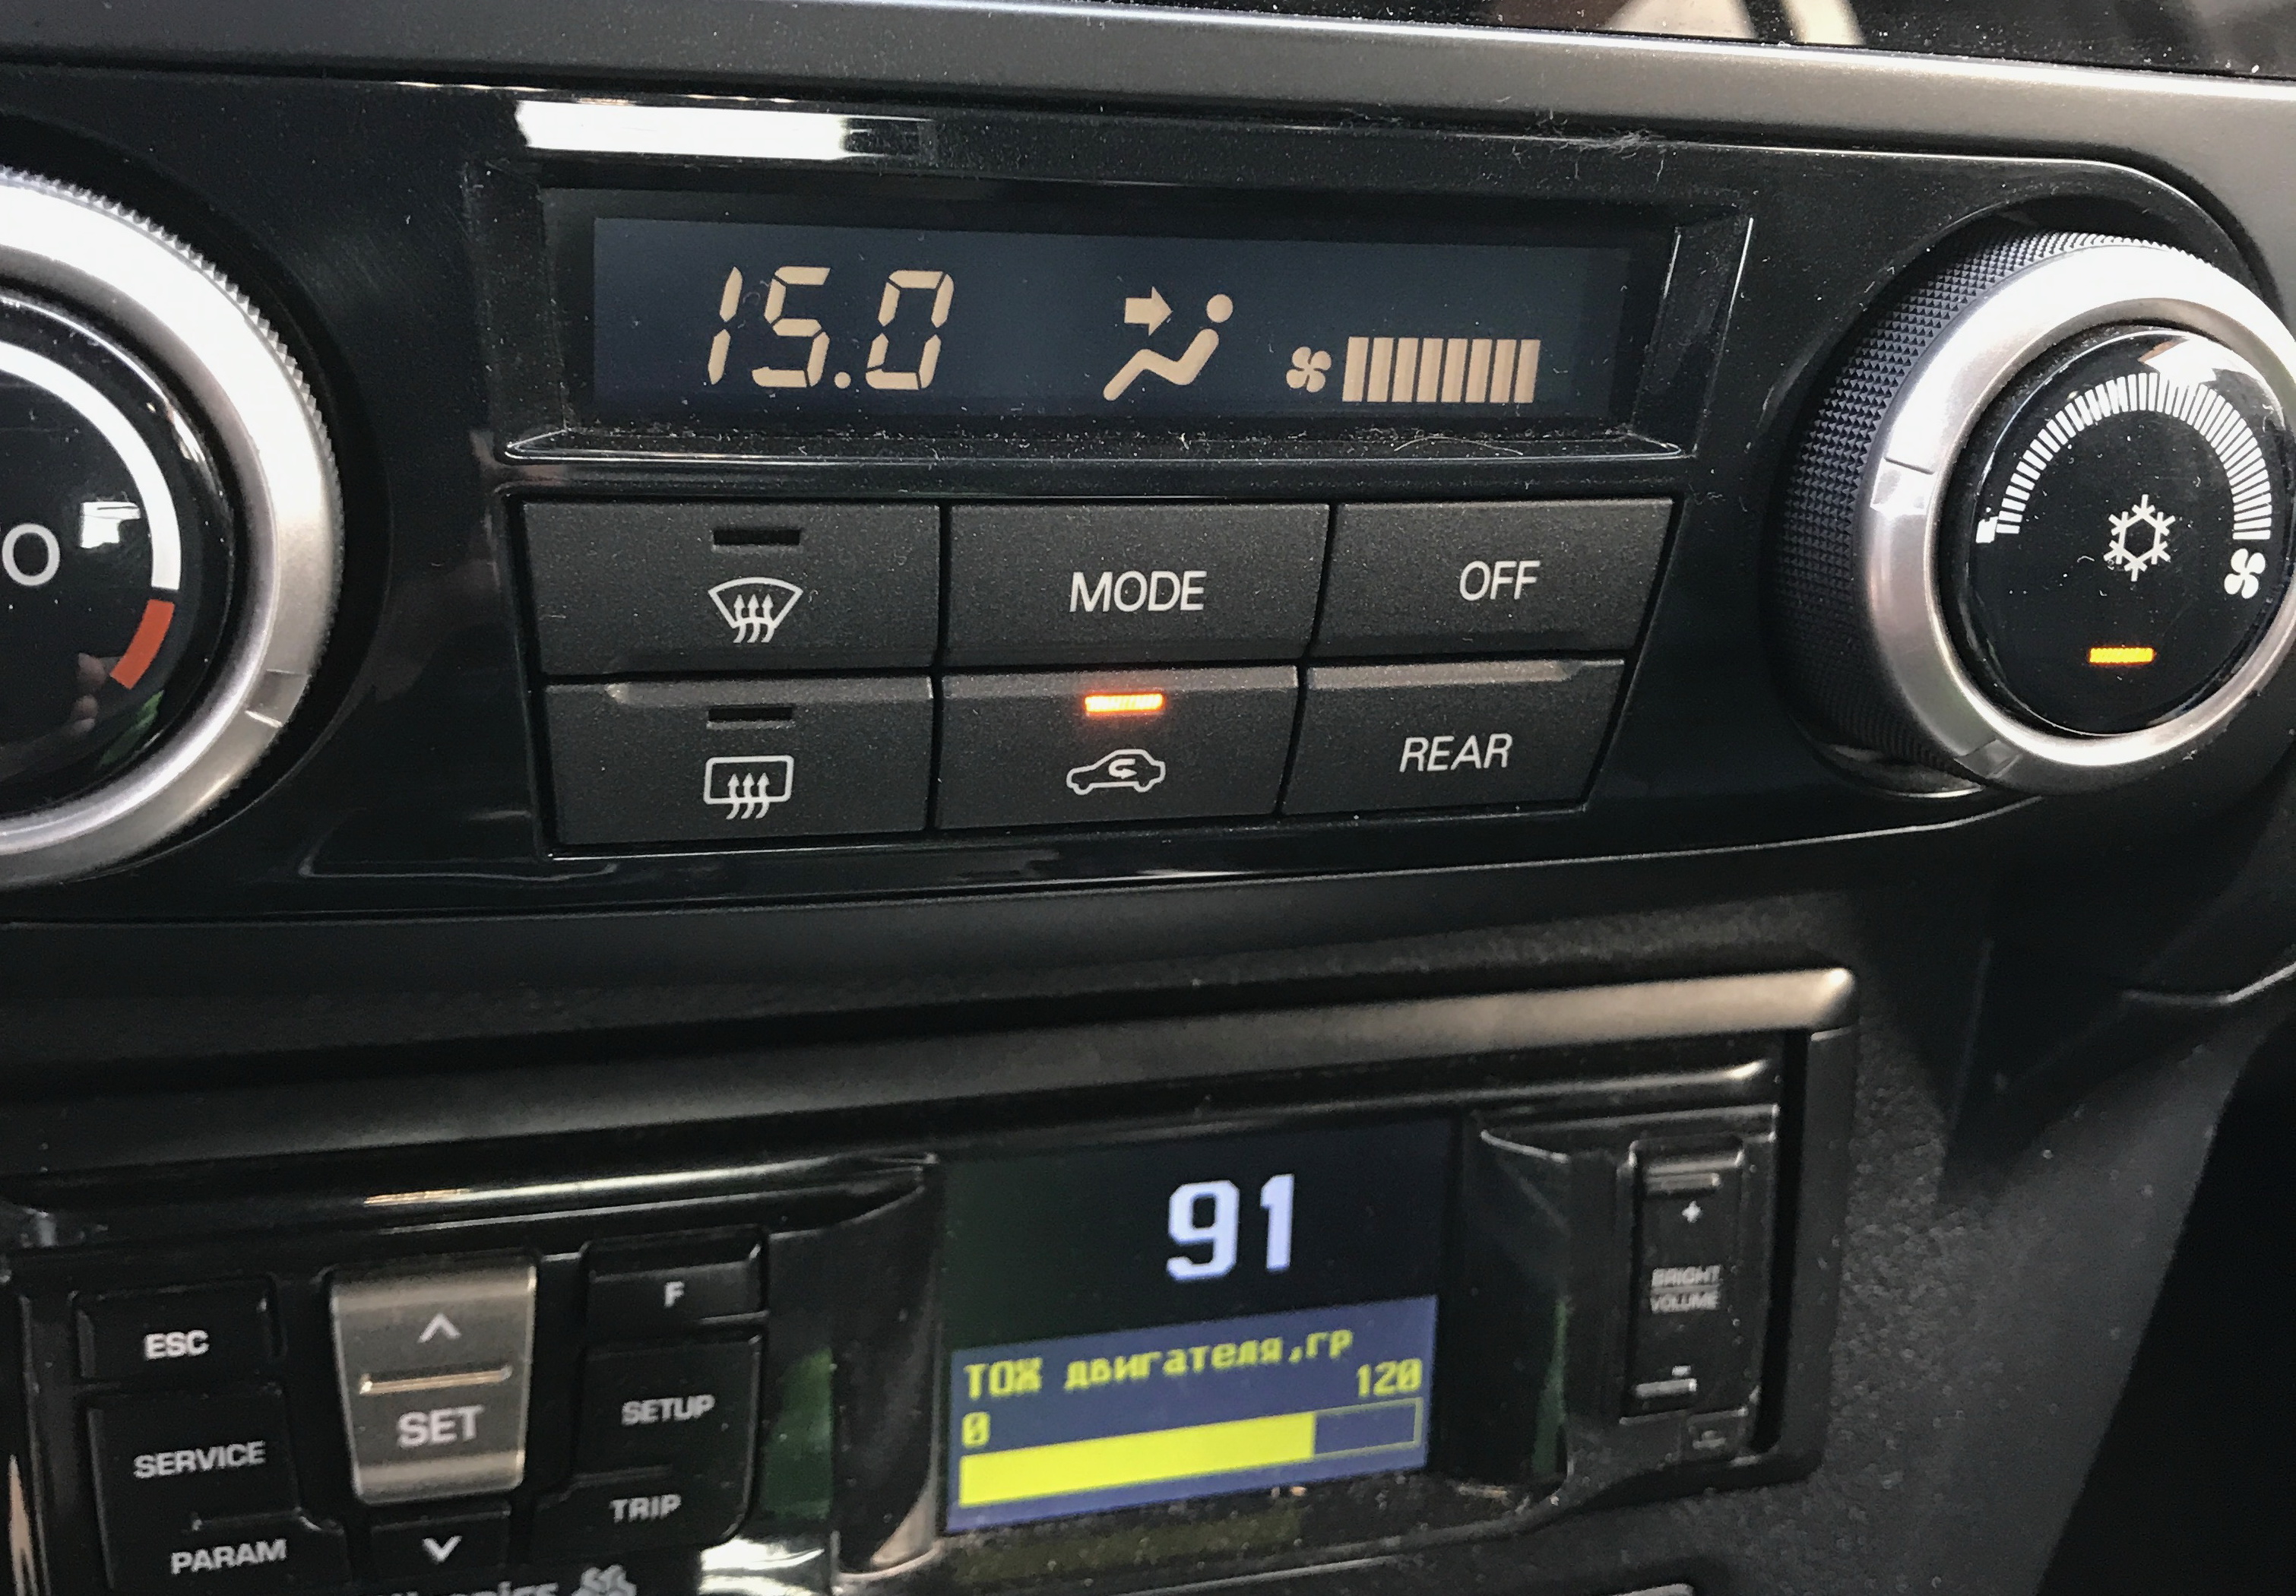 15.0
O
MODE
OFF
REAR
91
ТОЖ двигателя,гр
120
0
ESC
F
SET
SETUP
SERVICE
TRIP
PARAM
+
BRIGHT
VOLUME
-